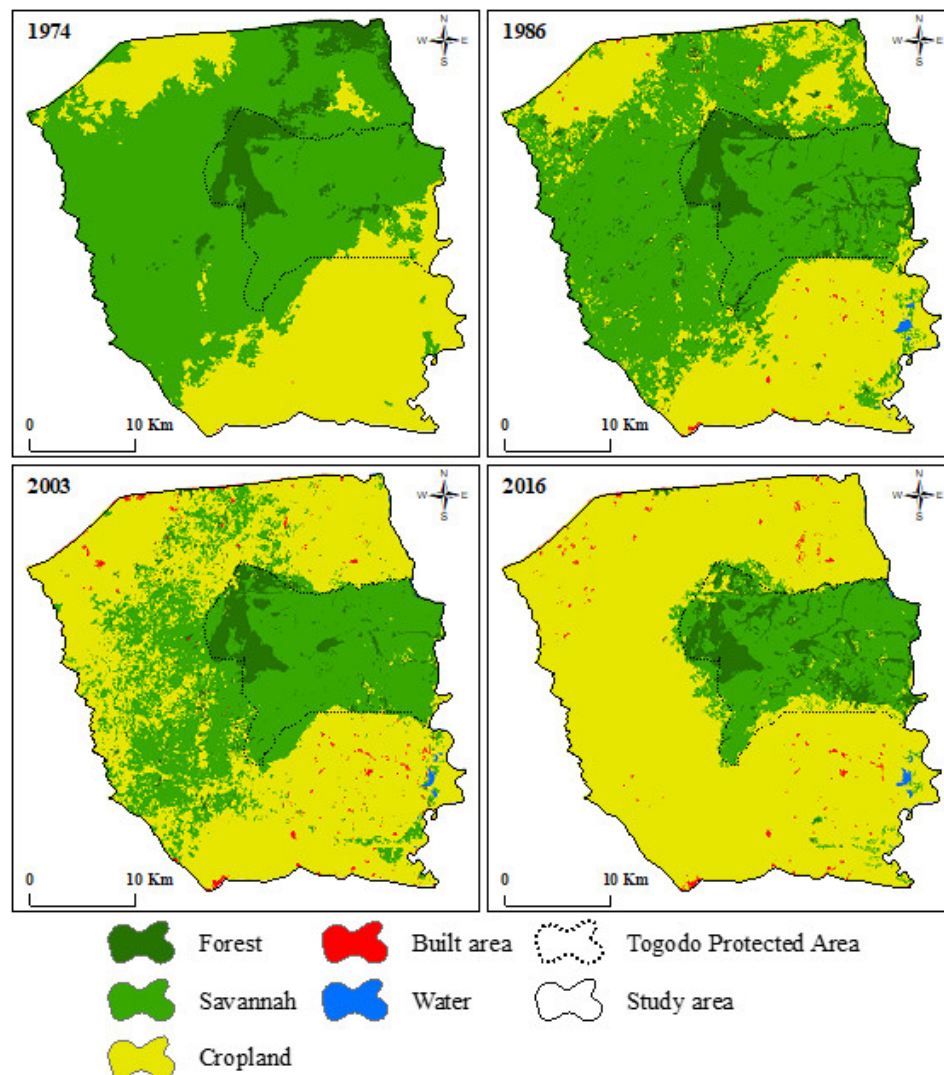 1974
N
W E
S
0 10 Km
1986
N
W E
S
0 10 Km
2003
N
W E
S
0 10 Km
2016
N
W E
S
0 10 Km
Forest
Built area
Togodo Protected Area
Savannah
Water
Study area
Cropland